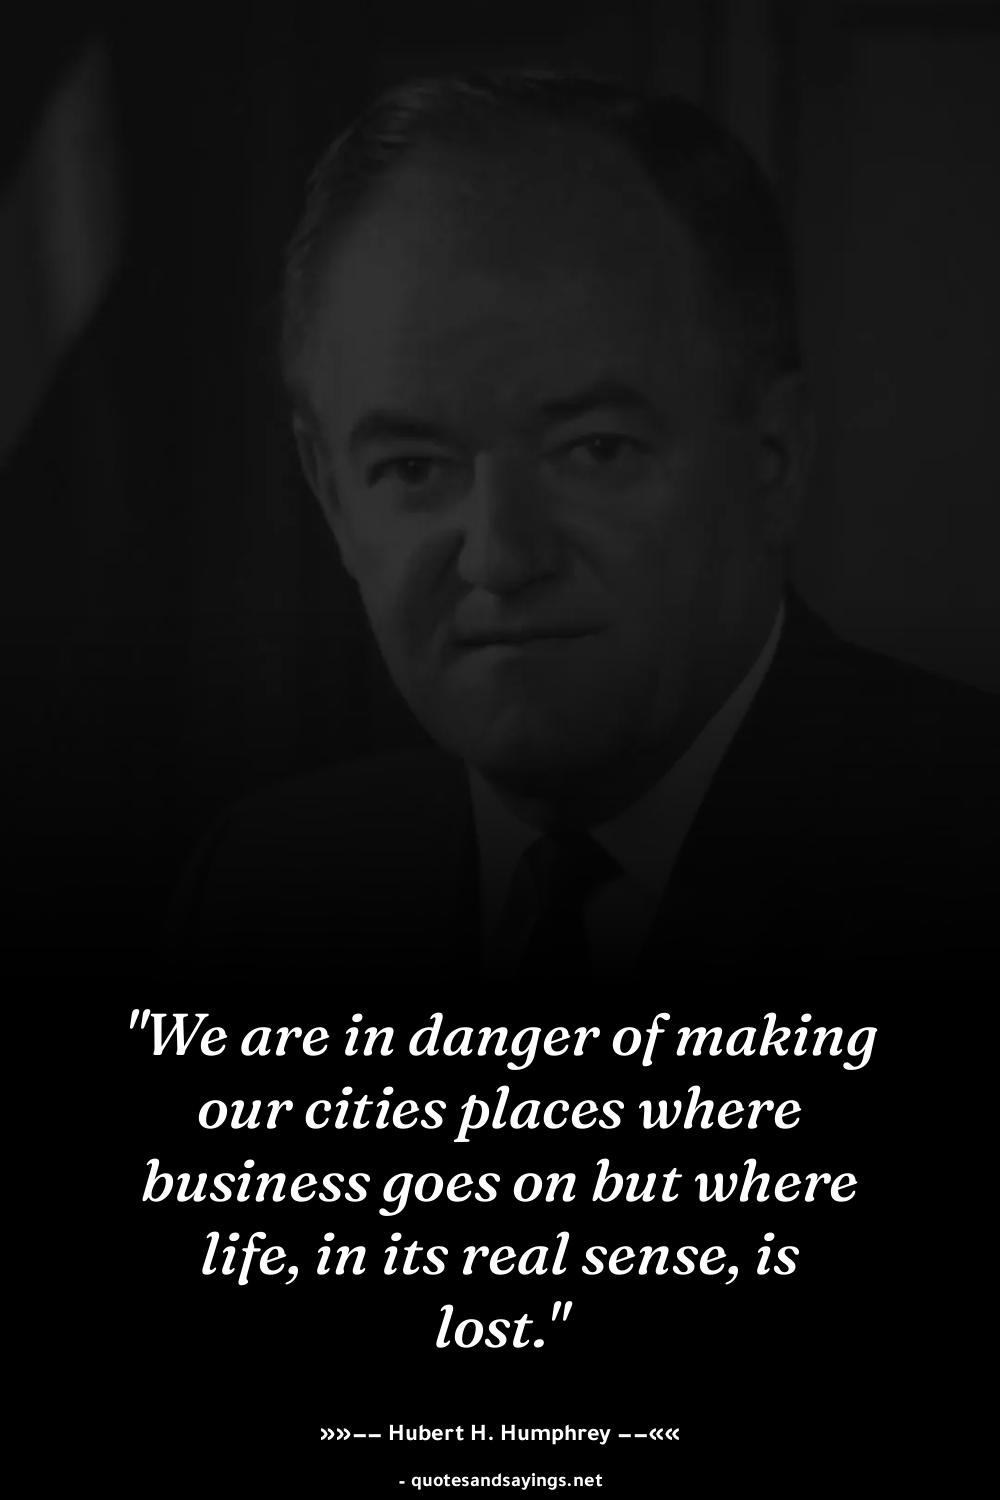 "We are in danger of making
our cities places where
business goes on but where
life, in its real sense, is
lost."
»»−− Hubert H. Humphrey −−««
- quotesandsayings.net